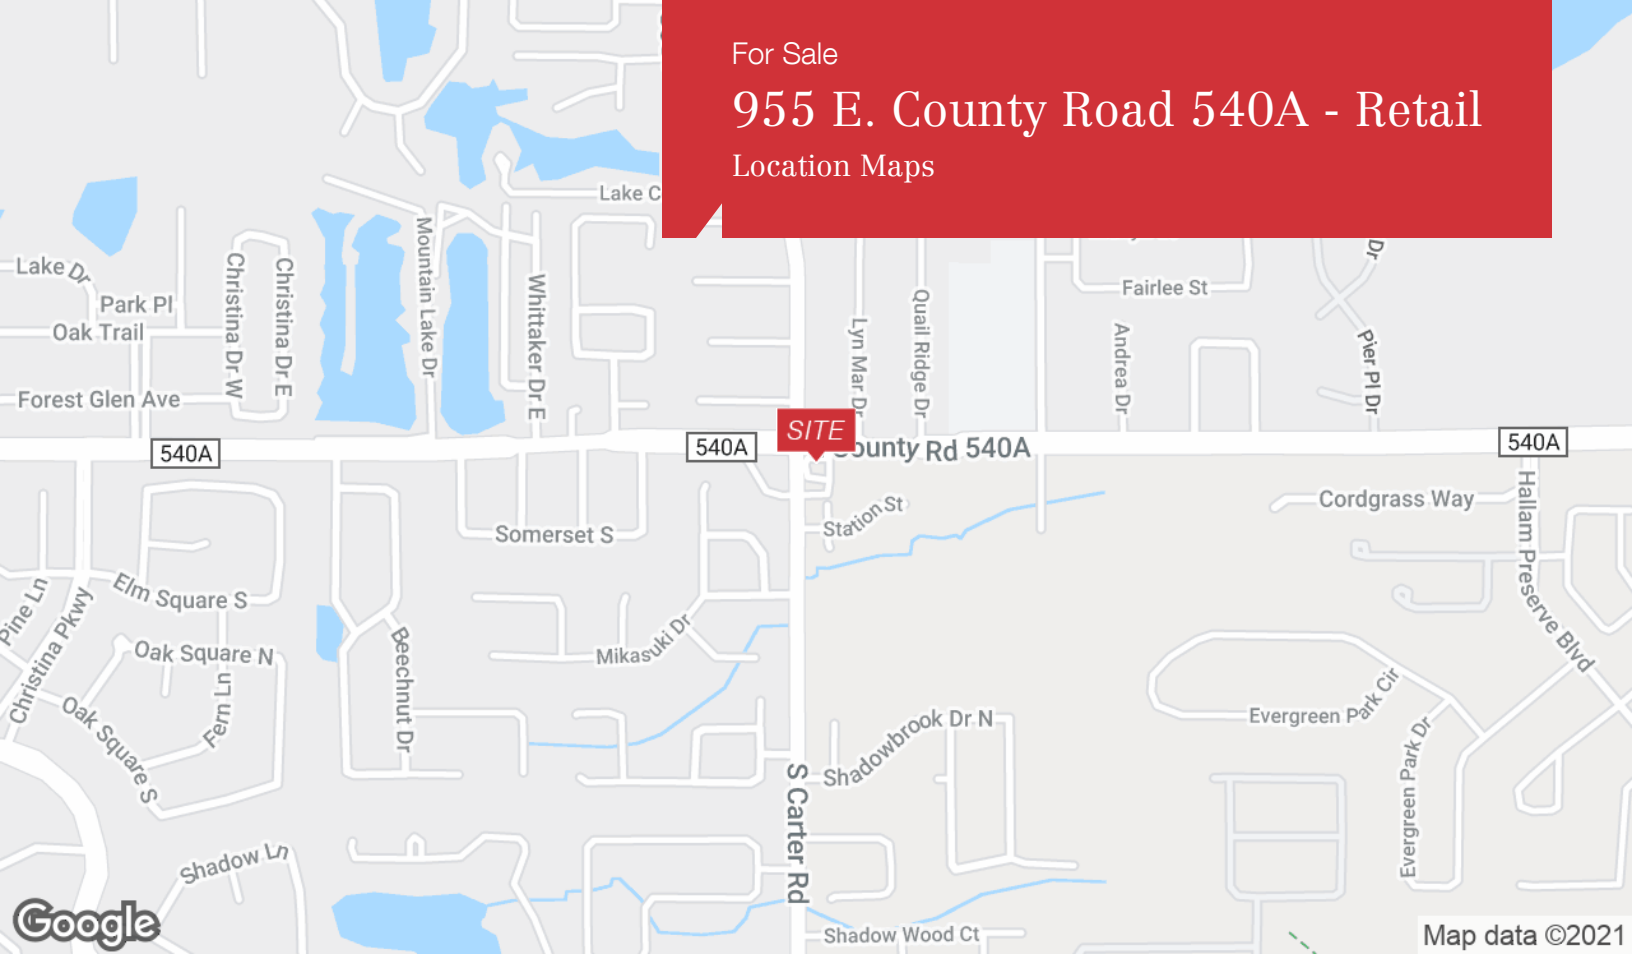 For Sale
955 E. County Road 540A - Retail
Location Maps
Lake C
Lake Dr
Park Pl
Oak Trail
Christina Dr W
Christina Dr E
Mountain Lake Dr
Whittaker Dr E
Forest Glen Ave
Lyn Mar Dr
Quail Ridge Dr
Fairlee St
Andrea Dr
Dr
Pier Pl Dr
540A
540A
SITE
County Rd 540A
540A
Somerset S
Station St
Cordgrass Way
Hallam Preserve Blvd
Pine Ln
Christina Pkwy
Elm Square S
Oak Square N
Fern Ln
Oak Square S
Beechnut Dr
Mikasuki Dr
Shadowbrook Dr N
Evergreen Park Cir
Evergreen Park Dr
S Carter Rd
Shadow Ln
Shadow Wood Ct
Google
Map data ©2021